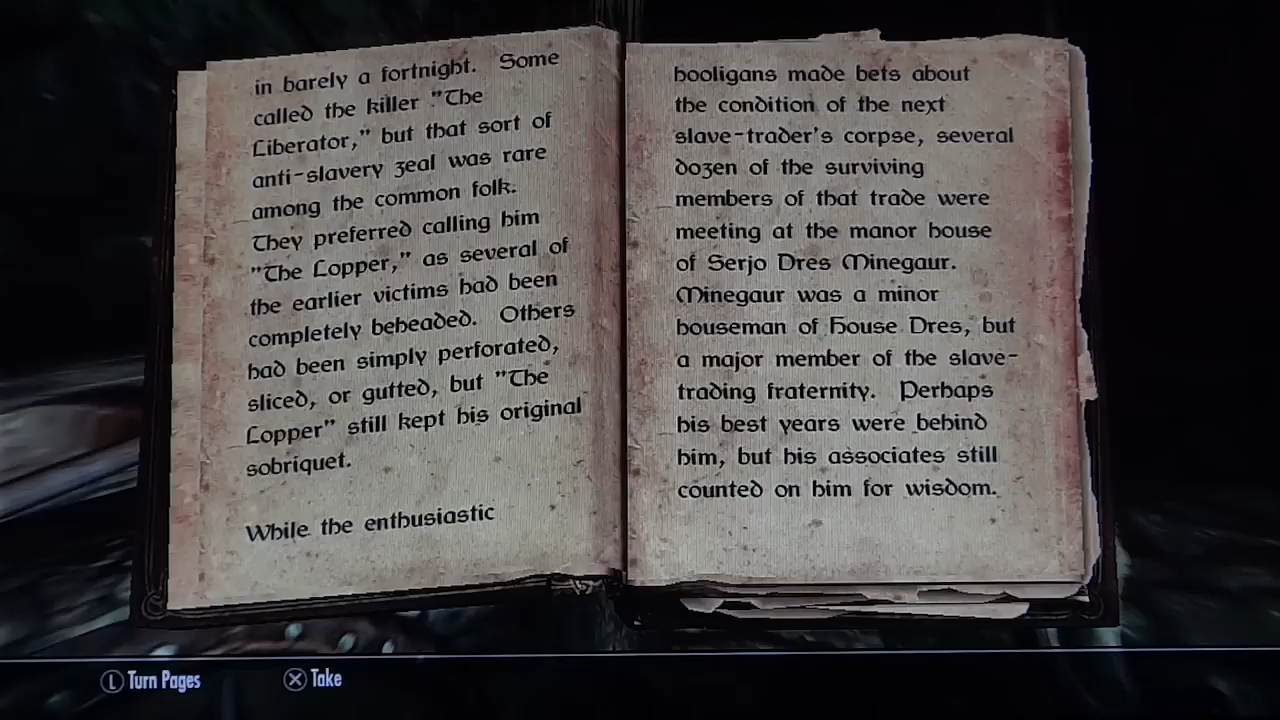 in barely a fortnight. Some
called the killer "The
Liberator," but that sort of
anti-slavery zeal was rare
among the common folk.
They preferred calling him
"The Lopper," as several of
the earlier victims had been
completely beheaded. Others
had been simply perforated,
sliced, or gutted, but "The
Lopper" still kept his original
sobriquet.
While the enthusiastic
hooligans made bets about
the condition of the next
slave-trader's corpse, several
dozen of the surviving
members of that trade were
meeting at the manor house
of Serjo Dres Minegaur.
Minegaur was a minor
houseman of House Dres, but
a major member of the slave-
trading fraternity. Perhaps
his best years were behind
him, but his associates still
counted on him for wisdom.
L Turn Pages
X Take